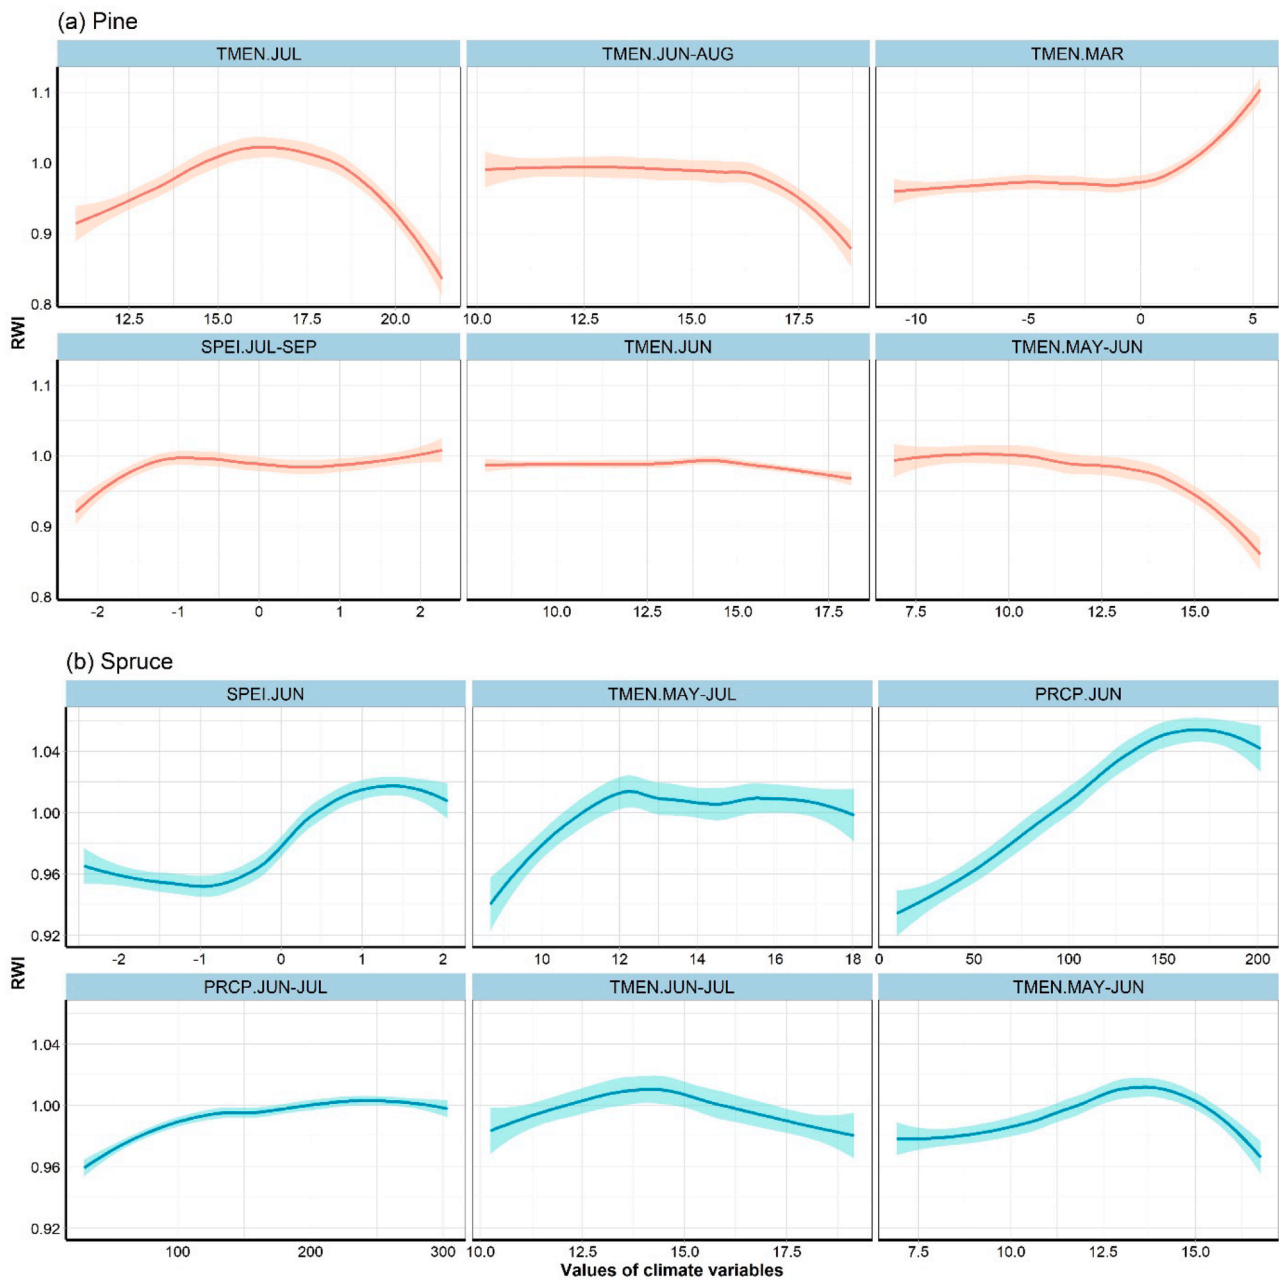 (a) Pine
TMEN.JUL TMEN.JUN-AUG TMEN.MAR
1.1
1.0
0.9
0.8
12.5 15.0 17.5 20.0 10.0 12.5 15.0 17.5 -10 -5 0 5
RWI
SPEI.JUL-SEP TMEN.JUN TMEN.MAY-JUN
1.1
1.0
0.9
0.8
-2 -1 0 1 2 10.0 12.5 15.0 17.5 7.5 10.0 12.5 15.0
(b) Spruce
SPEI.JUN TMEN.MAY-JUL PRCP.JUN
1.04
1.00
0.96
0.92
-2 -1 0 1 2 10 12 14 16 18 0 50 100 150 200
RWI
PRCP.JUN-JUL TMEN.JUN-JUL TMEN.MAY-JUN
1.04
1.00
0.96
0.92
100 200 300 10.0 12.5 15.0 17.5 7.5 10.0 12.5 15.0
Values of climate variables